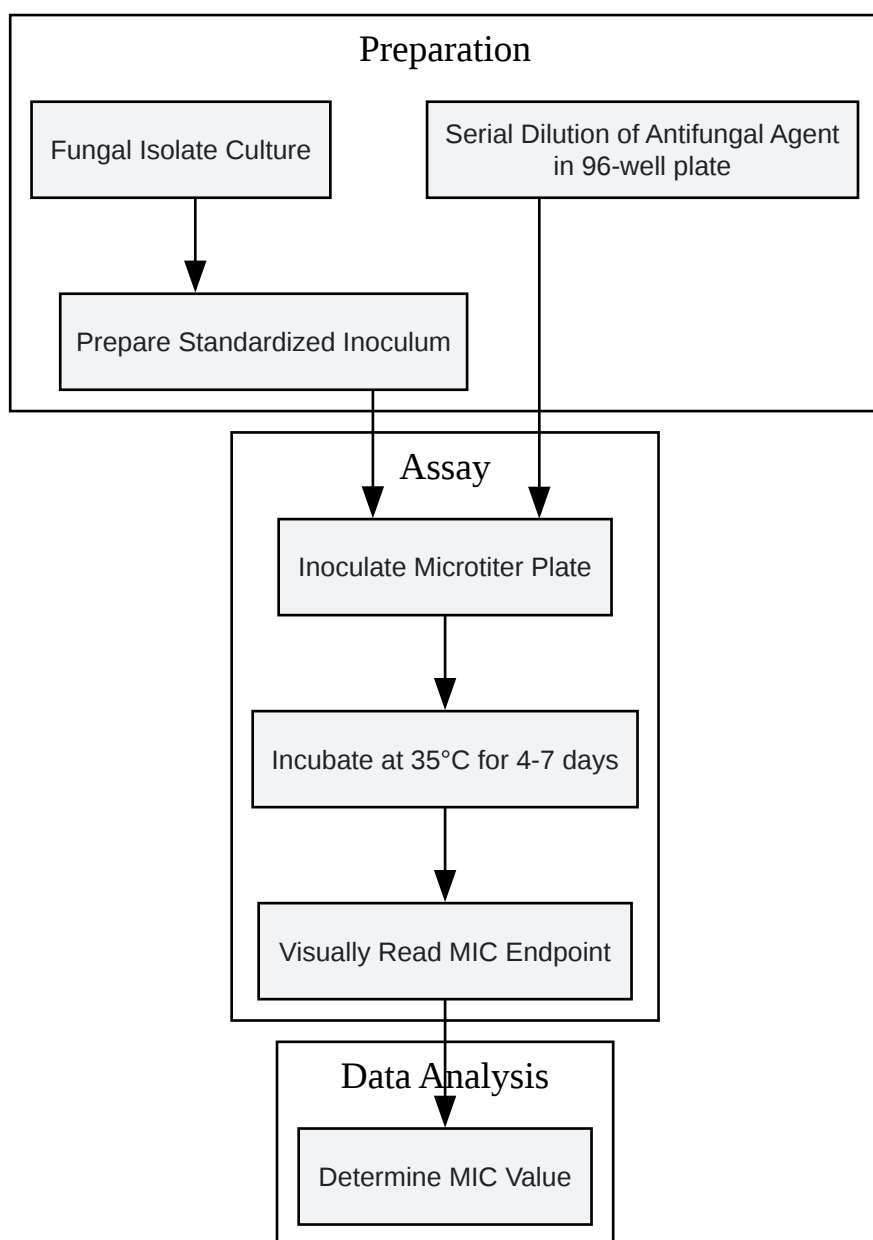 Preparation
Fungal Isolate Culture
Serial Dilution of Antifungal Agent
in 96-well plate
Prepare Standardized Inoculum
Assay
Inoculate Microtiter Plate
Incubate at 35°C for 4-7 days
Visually Read MIC Endpoint
Data Analysis
Determine MIC Value